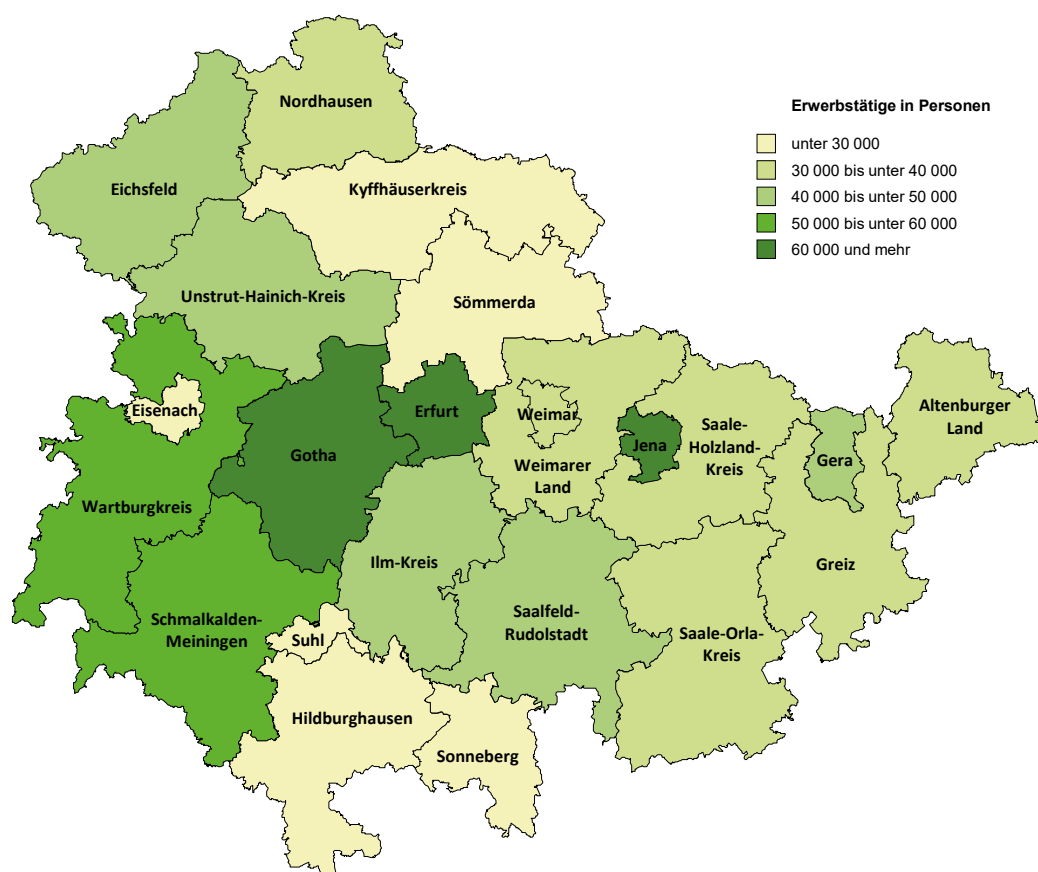 Erwerbstätige in Personen
unter 30 000
30 000 bis unter 40 000
40 000 bis unter 50 000
50 000 bis unter 60 000
60 000 und mehr
Nordhausen
Eichsfeld
Kyffhäuserkreis
Unstrut-Hainich-Kreis
Sömmerda
Eisenach
Erfurt
Weimar
Altenburger
Land
Gotha
Jena
Saale-
Holzland-
Kreis
Gera
Weimarer
Land
Wartburgkreis
Ilm-Kreis
Greiz
Schmalkalden-
Meiningen
Saalfeld-
Rudolstadt
Suhl
Saale-Orla-
Kreis
Hildburghausen
Sonneberg